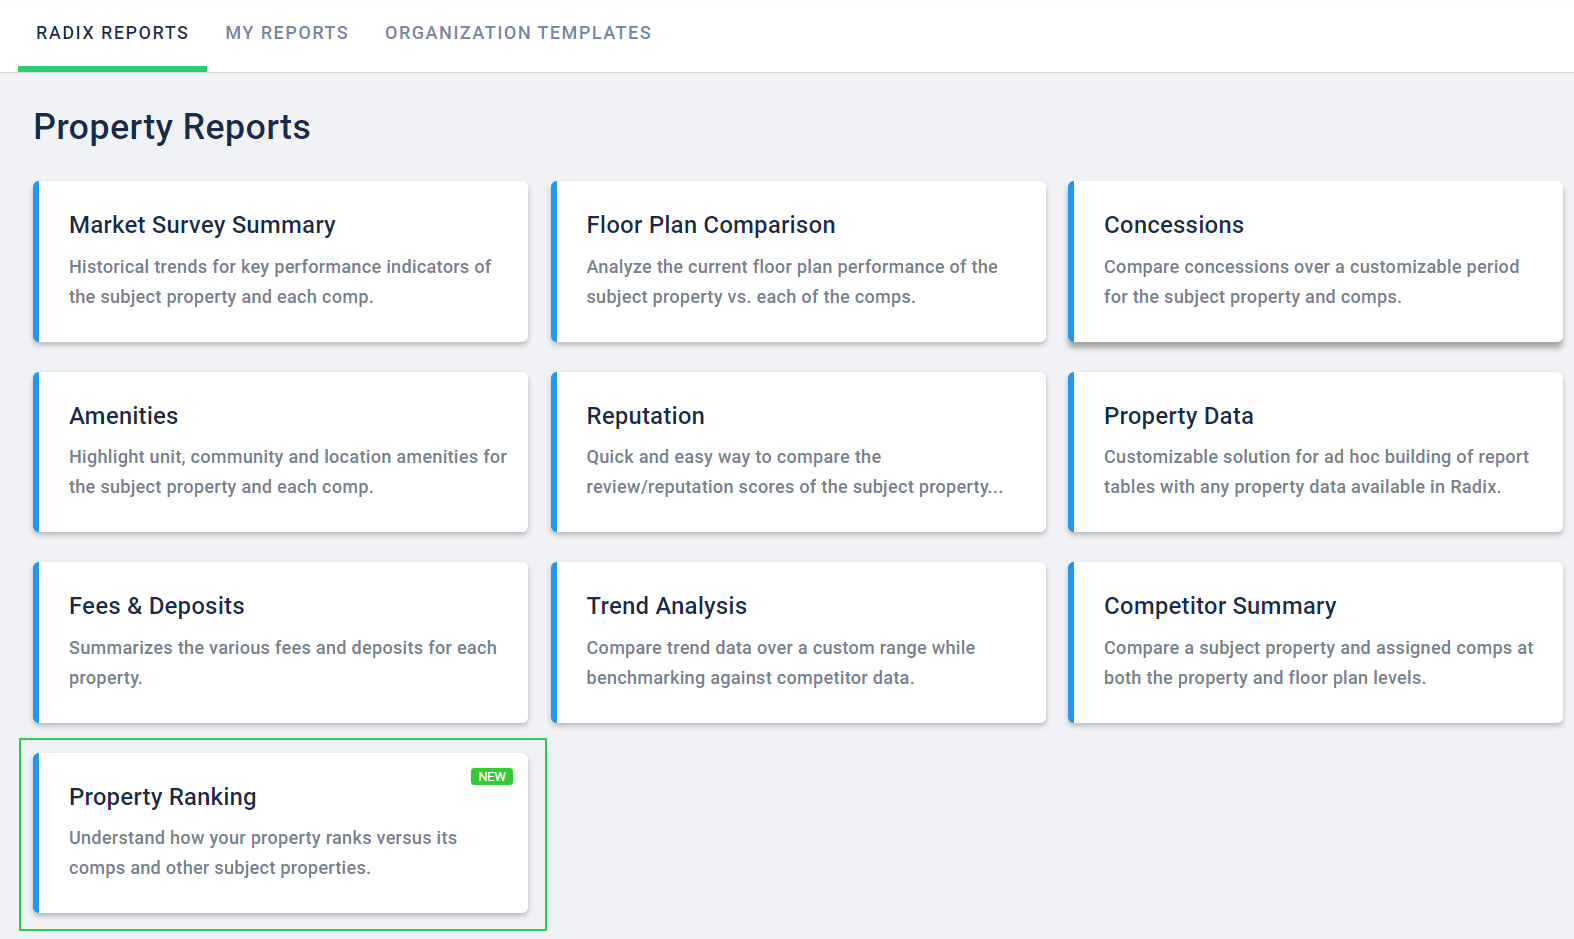 RADIX REPORTS MY REPORTS ORGANIZATION TEMPLATES
Property Reports
Market Survey Summary
Historical trends for key performance indicators of
the subject property and each comp.
Floor Plan Comparison
Analyze the current floor plan performance of the
subject property vs. each of the comps.
Concessions
Compare concessions over a customizable period
for the subject property and comps.
Amenities
Highlight unit, community and location amenities for
the subject property and each comp.
Reputation
Quick and easy way to compare the
review/reputation scores of the subject property...
Property Data
Customizable solution for ad hoc building of report
tables with any property data available in Radix.
Fees & Deposits
Summarizes the various fees and deposits for each
property.
Trend Analysis
Compare trend data over a custom range while
benchmarking against competitor data.
Competitor Summary
Compare a subject property and assigned comps at
both the property and floor plan levels.
NEW
Property Ranking
Understand how your property ranks versus its
comps and other subject properties.